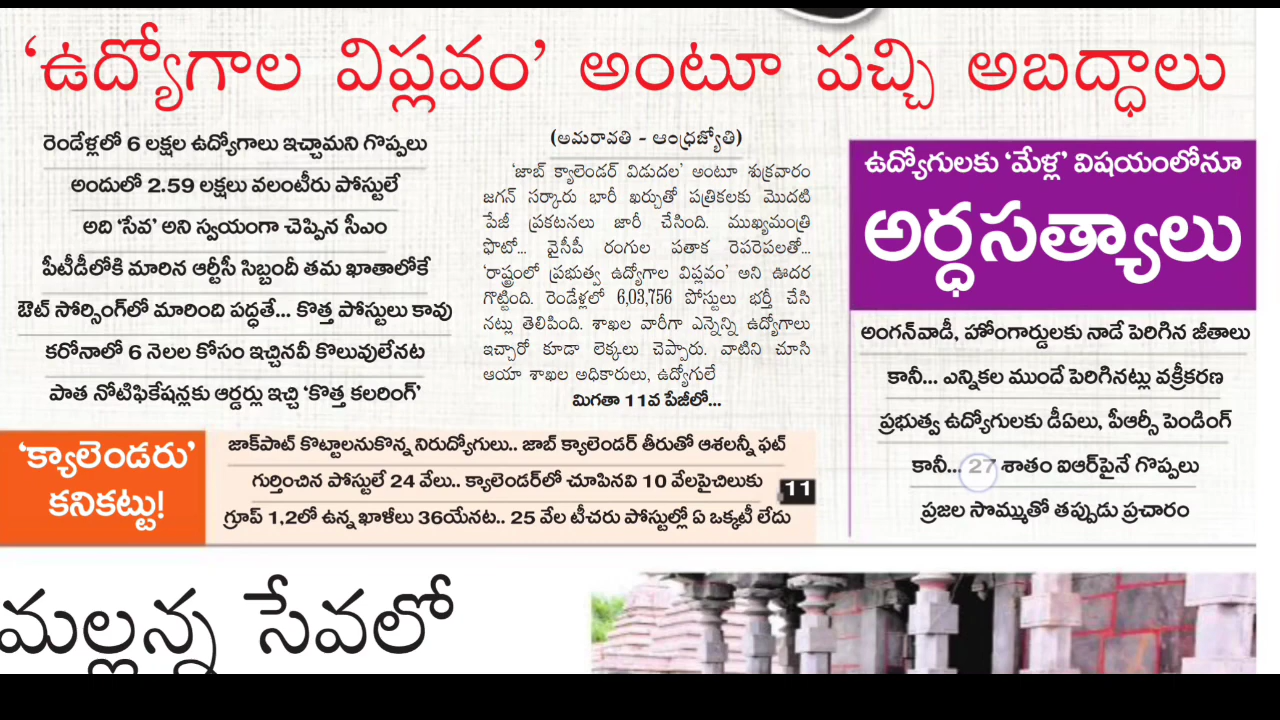 ‘ఉద్యోగాల విప్లవం’ అంటూ పచ్చి అబద్ధాలు
రెండేళ్లలో 6 లక్షల ఉద్యోగాలు ఇచ్చామని గొప్పలు
అందులో 2.59 లక్షలు వలంటీరు పోస్టులే
అది ‘సేవ’ అని స్వయంగా చెప్పిన సీఎం
పీటీడీలోకి మారిన ఆర్టీసీ సిబ్బందీ తమ ఖాతాలోకే
ఔట్ సోర్సింగ్‌లో మారింది పద్ధతే... కొత్త పోస్టులు కావు
కరోనాలో 6 నెలల కోసం ఇచ్చినవీ కొలువులేనట
పాత నోటిఫికేషన్లకు ఆర్డర్లు ఇచ్చి ‘కొత్త కలరింగ్’
(అమరావతి - ఆంధ్రజ్యోతి)
‘జాబ్ క్యాలెండర్ విడుదల’ అంటూ శుక్రవారం
జగన్ సర్కారు భారీ ఖర్చుతో పత్రికలకు మొదటి
పేజీ ప్రకటనలు జారీ చేసింది. ముఖ్యమంత్రి
ఫొటో... వైసీపీ రంగుల పతాక రెపరెపలతో...
‘రాష్ట్రంలో ప్రభుత్వ ఉద్యోగాల విప్లవం’ అని ఊదర
గొట్టింది. రెండేళ్లలో 6,03,756 పోస్టులు భర్తీ చేసి
నట్లు తెలిపింది. శాఖల వారీగా ఎన్నెన్ని ఉద్యోగాలు
ఇచ్చారో కూడా లెక్కలు చెప్పారు. వాటిని చూసి
ఆయా శాఖల అధికారులు, ఉద్యోగులే
మిగతా 11వ పేజీలో...
ఉద్యోగులకు ‘మేళ్ల’ విషయంలోనూ
అర్ధసత్యాలు
అంగన్‌వాడీ, హోంగార్డులకు నాడే పెరిగిన జీతాలు
కానీ... ఎన్నికల ముందే పెరిగినట్లు వక్రీకరణ
ప్రభుత్వ ఉద్యోగులకు డీఏలు, పీఆర్సీ పెండింగ్
కానీ... 27 శాతం ఐఆర్‌పైనే గొప్పలు
ప్రజల సొమ్ముతో తప్పుడు ప్రచారం
‘క్యాలెండరు’
కనికట్టు!
జాక్‌పాట్ కొట్టాలనుకొన్న నిరుద్యోగులు.. జాబ్ క్యాలెండర్ తీరుతో ఆశలన్నీ ఫట్
గుర్తించిన పోస్టులే 24 వేలు.. క్యాలెండర్‌లో చూపినవి 10 వేలపైచిలుకు
గ్రూప్ 1,2లో ఉన్న ఖాళీలు 36యేనట.. 25 వేల టీచరు పోస్టుల్లో ఏ ఒక్కటీ లేదు
11
మల్లన్న సేవలో